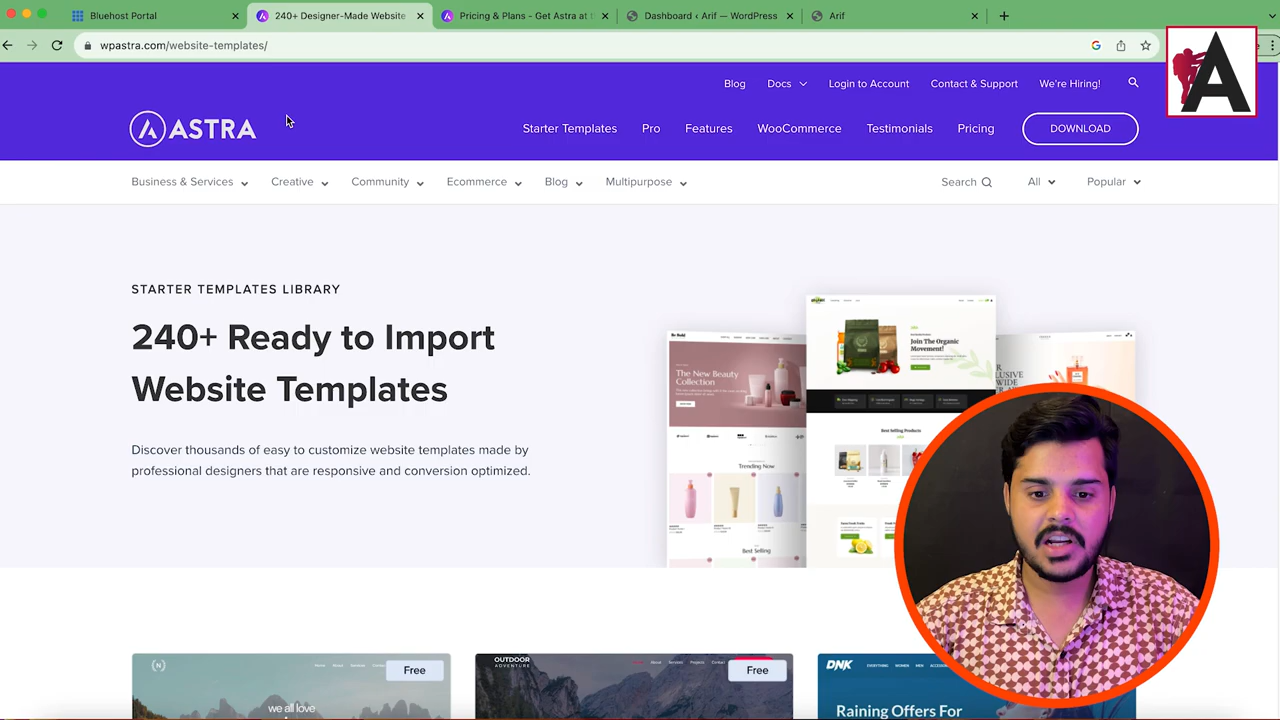 Bluehost Portal
240+ Designer-Made Website
Pricing & Plans - Get Astra at t
Dashboard ‹ Arif — WordPress
Arif
wpastra.com/website-templates/
Blog
Docs
Login to Account
Contact & Support
We're Hiring!
ASTRA
Starter Templates
Pro
Features
WooCommerce
Testimonials
Pricing
DOWNLOAD
A
Business & Services
Creative
Community
Ecommerce
Blog
Multipurpose
Search
All
Popular
STARTER TEMPLATES LIBRARY
240+ Ready to Import
Website Templates
Discover thousands of easy to customize website templates made by
professional designers that are responsive and conversion optimized.
The New Beauty
Collection
Trending Now
Best Selling
Join The Organic
Movement!
Best Selling Products
Free
we all love
OUTDOOR
ADVENTURE
Free
DNK
EVERYTHING
WOMEN
MEN
Raining Offers For